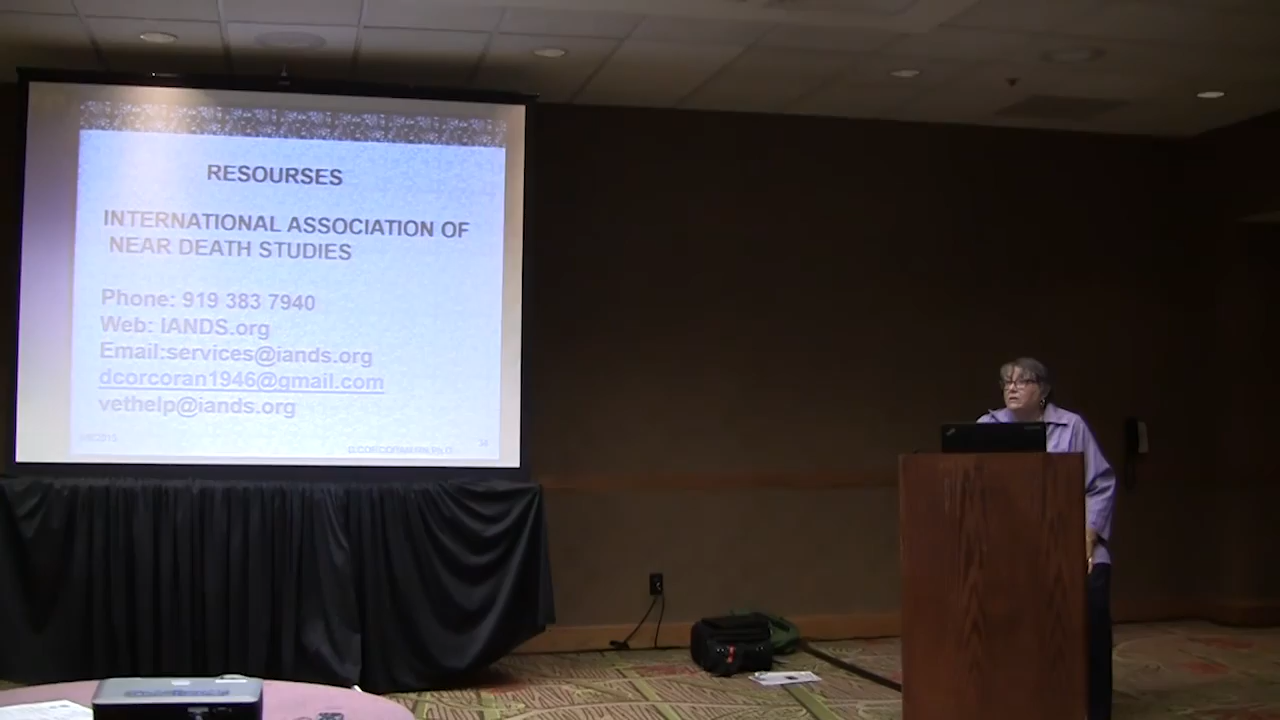 RESOURSES
INTERNATIONAL ASSOCIATION OF
NEAR DEATH STUDIES
Phone: 919 383 7940
Web: IANDS.org
Email:services@iands.org
dcorcoran1946@gmail.com
vethelp@iands.org